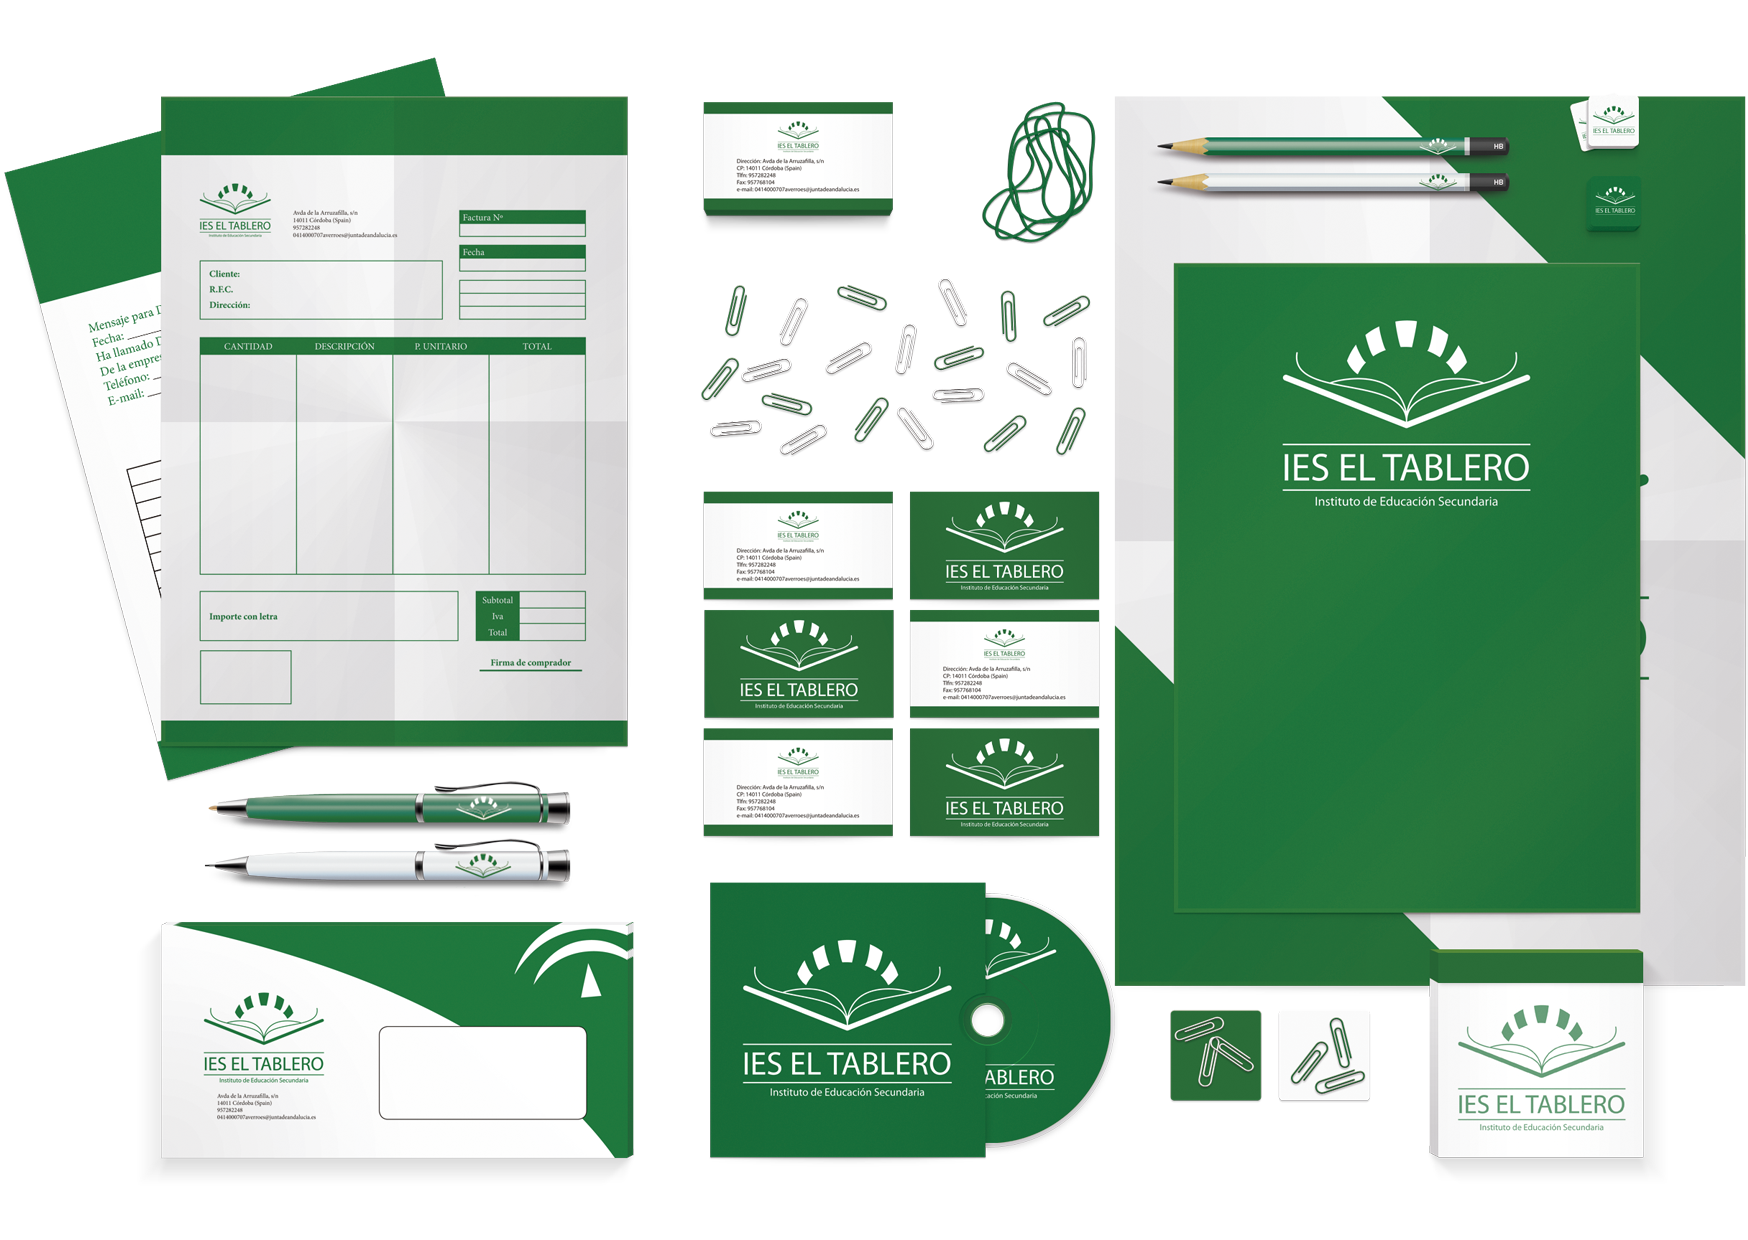 Mensaje para D
Fecha:
Ha llamado D
De la empres
Teléfono:
E-mail:
IES EL TABLERO
Instituto de Educación Secundaria
Avda de la Arruzafilla, s/n
14011 Córdoba (Spain)
957282248
0414000707averroes@juntadeandalucia.es
Factura Nº
Fecha
Cliente:
R.F.C.
Dirección:
CANTIDAD DESCRIPCIÓN P. UNITARIO TOTAL
Importe con letra
Subtotal
Iva
Total
Firma de comprador
IES EL TABLERO
Instituto de Educación Secundaria
Avda de la Arruzafilla, s/n
14011 Córdoba (Spain)
957282248
0414000707averroes@juntadeandalucia.es
IES EL TABLERO
Dirección: Avda de la Arruzafilla, s/n
CP: 14011 Córdoba (Spain)
Tlfn: 957282248
Fax: 957768104
e-mail: 0414000707averroes@juntadeandalucia.es
IES EL TABLERO
Dirección: Avda de la Arruzafilla, s/n
CP: 14011 Córdoba (Spain)
Tlfn: 957282248
Fax: 957768104
e-mail: 0414000707averroes@juntadeandalucia.es
IES EL TABLERO
Instituto de Educación Secundaria
IES EL TABLERO
Instituto de Educación Secundaria
IES EL TABLERO
Dirección: Avda de la Arruzafilla, s/n
CP: 14011 Córdoba (Spain)
Tlfn: 957282248
Fax: 957768104
e-mail: 0414000707averroes@juntadeandalucia.es
IES EL TABLERO
Dirección: Avda de la Arruzafilla, s/n
CP: 14011 Córdoba (Spain)
Tlfn: 957282248
Fax: 957768104
e-mail: 0414000707averroes@juntadeandalucia.es
IES EL TABLERO
Instituto de Educación Secundaria
IES EL TABLERO
Instituto de Educación Secundaria
ABLERO
cación Secundaria
HB
HB
IES EL TABLERO
IES EL TABLERO
IES EL TABLERO
Instituto de Educación Secundaria
IES EL TABLERO
Instituto de Educación Secundaria